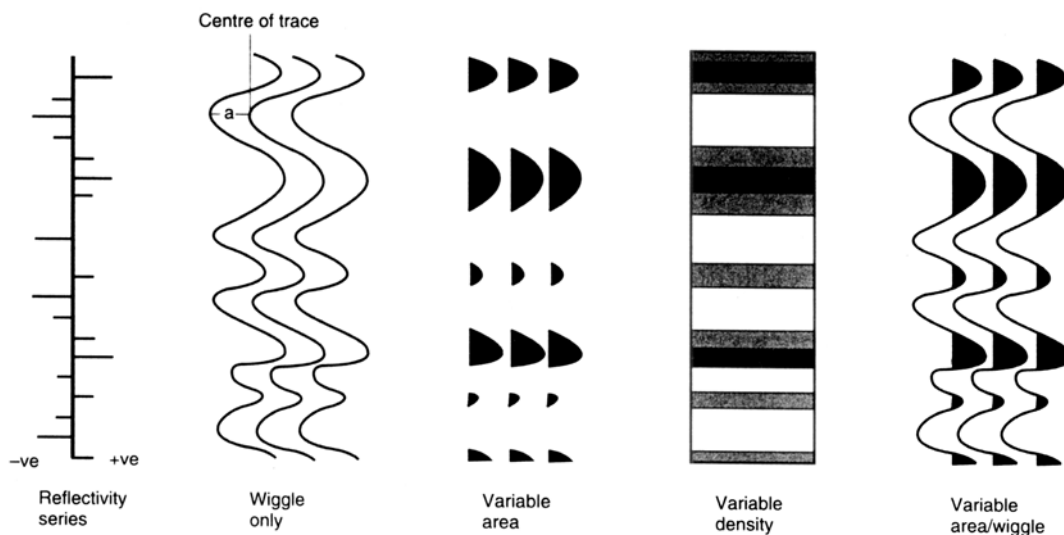 Centre of trace
a
–ve
+ve
Reflectivity
series
Wiggle
only
Variable
area
Variable
density
Variable
area/wiggle